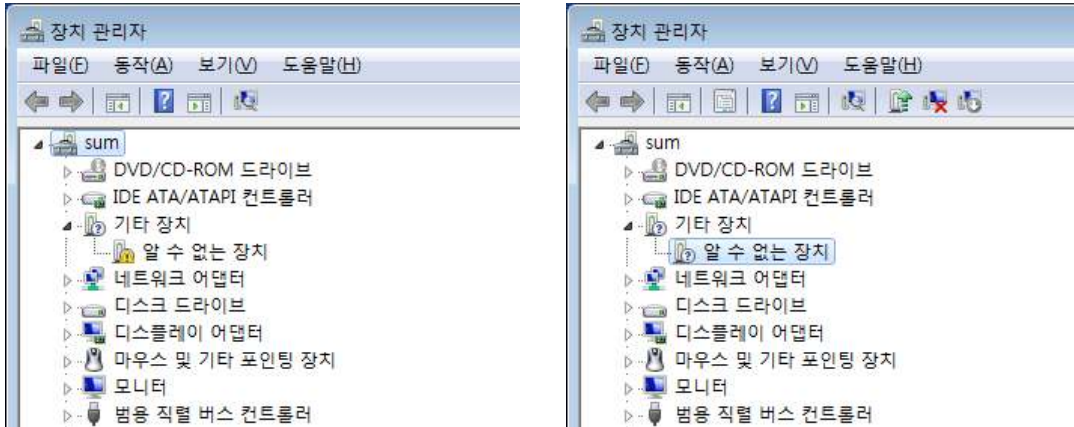 장치 관리자
파일(F) 동작(A) 보기(V) 도움말(H)
sum
DVD/CD-ROM 드라이브
IDE ATA/ATAPI 컨트롤러
기타 장치
알 수 없는 장치
네트워크 어댑터
디스크 드라이브
디스플레이 어댑터
마우스 및 기타 포인팅 장치
모니터
범용 직렬 버스 컨트롤러
장치 관리자
파일(F) 동작(A) 보기(V) 도움말(H)
sum
DVD/CD-ROM 드라이브
IDE ATA/ATAPI 컨트롤러
기타 장치
알 수 없는 장치
네트워크 어댑터
디스크 드라이브
디스플레이 어댑터
마우스 및 기타 포인팅 장치
모니터
범용 직렬 버스 컨트롤러